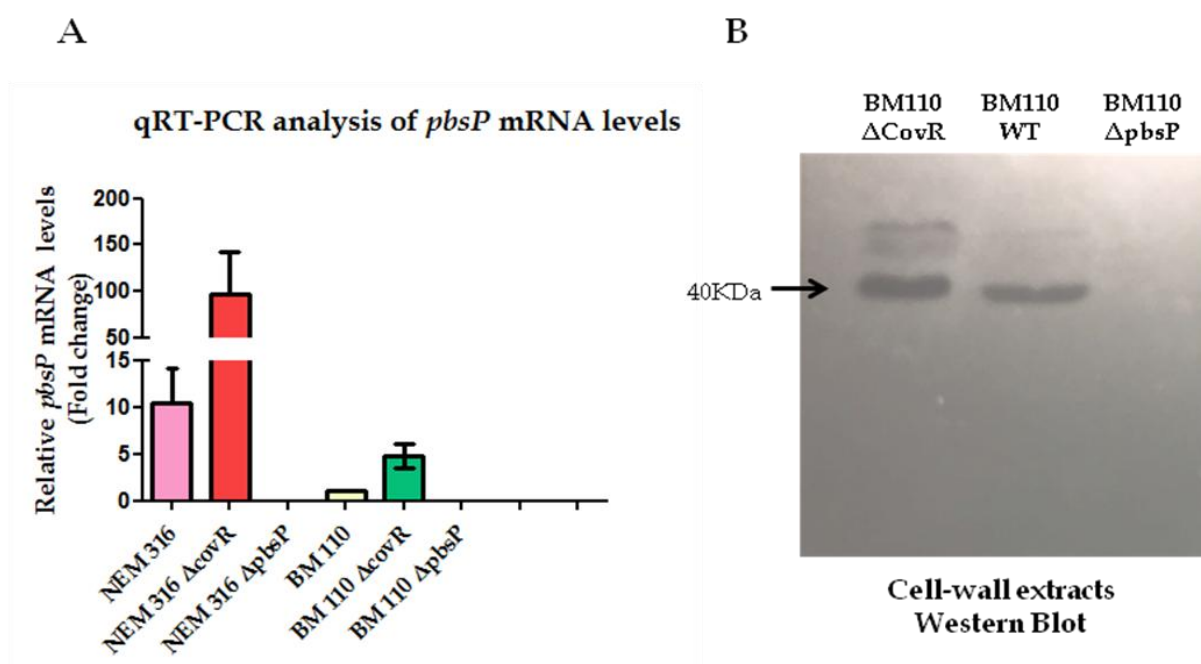 A
qRT-PCR analysis of pbsP mRNA levels
Relative pbsP mRNA levels
(Fold change)
200
150
100
50
15
10
5
0
NEM 316
NEM 316 ΔcovR
NEM 316 ΔpbsP
BM 110
BM 110 ΔcovR
BM 110 ΔpbsP
B
BM110
ΔCovR
BM110
WT
BM110
ΔpbsP
40KDa
Cell-wall extracts
Western Blot